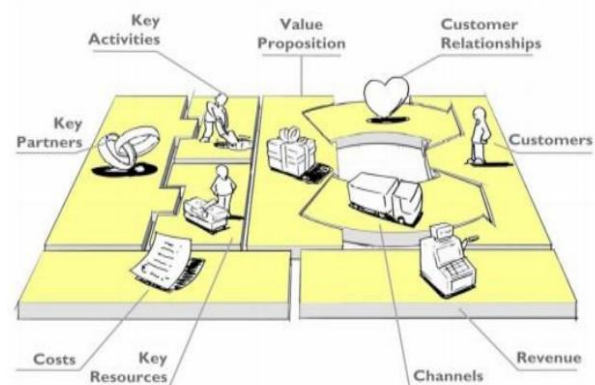 Key
Activities
Value
Proposition
Customer
Relationships
Key
Partners
Customers
Costs
Key
Resources
Channels
Revenue